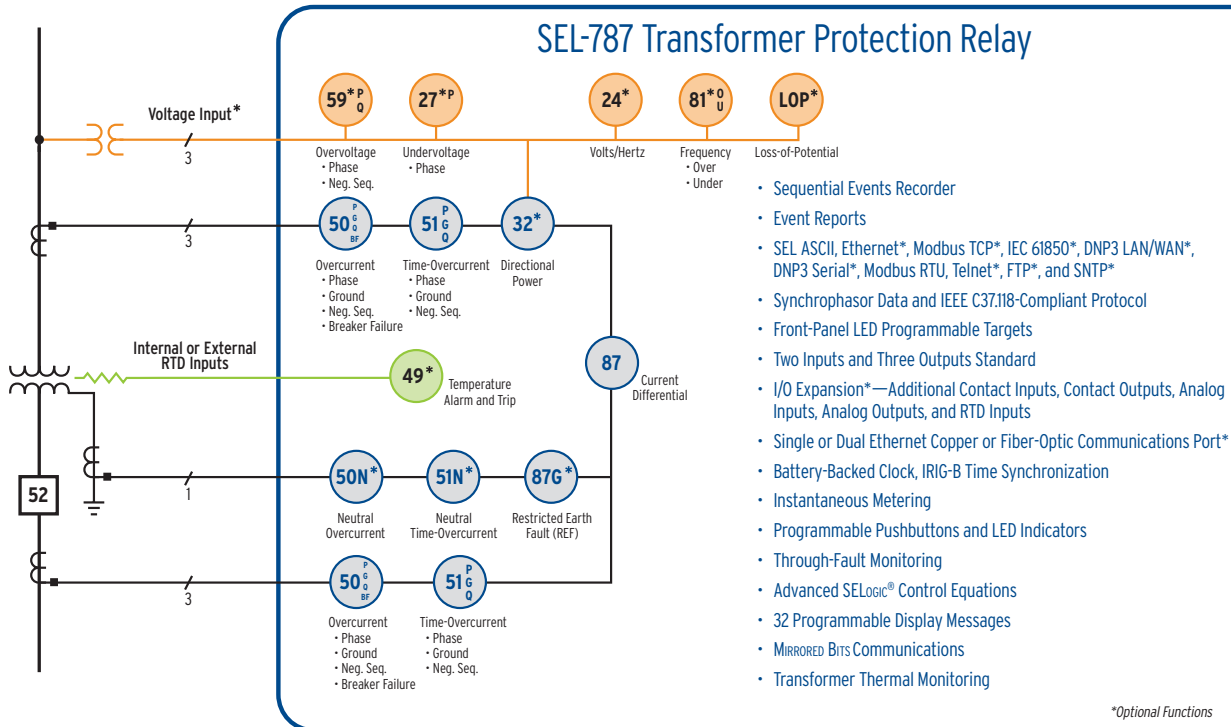 SEL-787 Transformer Protection Relay
Voltage Input*
3
59* P Q
27* P
24*
81* O U
LOP*
Overvoltage
• Phase
• Neg. Seq.
Undervoltage
• Phase
Volts/Hertz
Frequency
• Over
• Under
Loss-of-Potential
3
50 P G Q BF
51 P G Q
32*
Overcurrent
• Phase
• Ground
• Neg. Seq.
• Breaker Failure
Time-Overcurrent
• Phase
• Ground
• Neg. Seq.
Directional
Power
Internal or External
RTD Inputs
49*
Temperature
Alarm and Trip
87
Current
Differential
52
1
50N*
51N*
87G*
Neutral
Overcurrent
Neutral
Time-Overcurrent
Restricted Earth
Fault (REF)
3
50 P G Q BF
51 P G Q
Overcurrent
• Phase
• Ground
• Neg. Seq.
• Breaker Failure
Time-Overcurrent
• Phase
• Ground
• Neg. Seq.
• Sequential Events Recorder
• Event Reports
• SEL ASCII, Ethernet*, Modbus TCP*, IEC 61850*, DNP3 LAN/WAN*,
DNP3 Serial*, Modbus RTU, Telnet*, FTP*, and SNTP*
• Synchrophasor Data and IEEE C37.118-Compliant Protocol
• Front-Panel LED Programmable Targets
• Two Inputs and Three Outputs Standard
• I/O Expansion*—Additional Contact Inputs, Contact Outputs, Analog
Inputs, Analog Outputs, and RTD Inputs
• Single or Dual Ethernet Copper or Fiber-Optic Communications Port*
• Battery-Backed Clock, IRIG-B Time Synchronization
• Instantaneous Metering
• Programmable Pushbuttons and LED Indicators
• Through-Fault Monitoring
• Advanced SELOGIC® Control Equations
• 32 Programmable Display Messages
• MIRRORED BITS Communications
• Transformer Thermal Monitoring
*Optional Functions